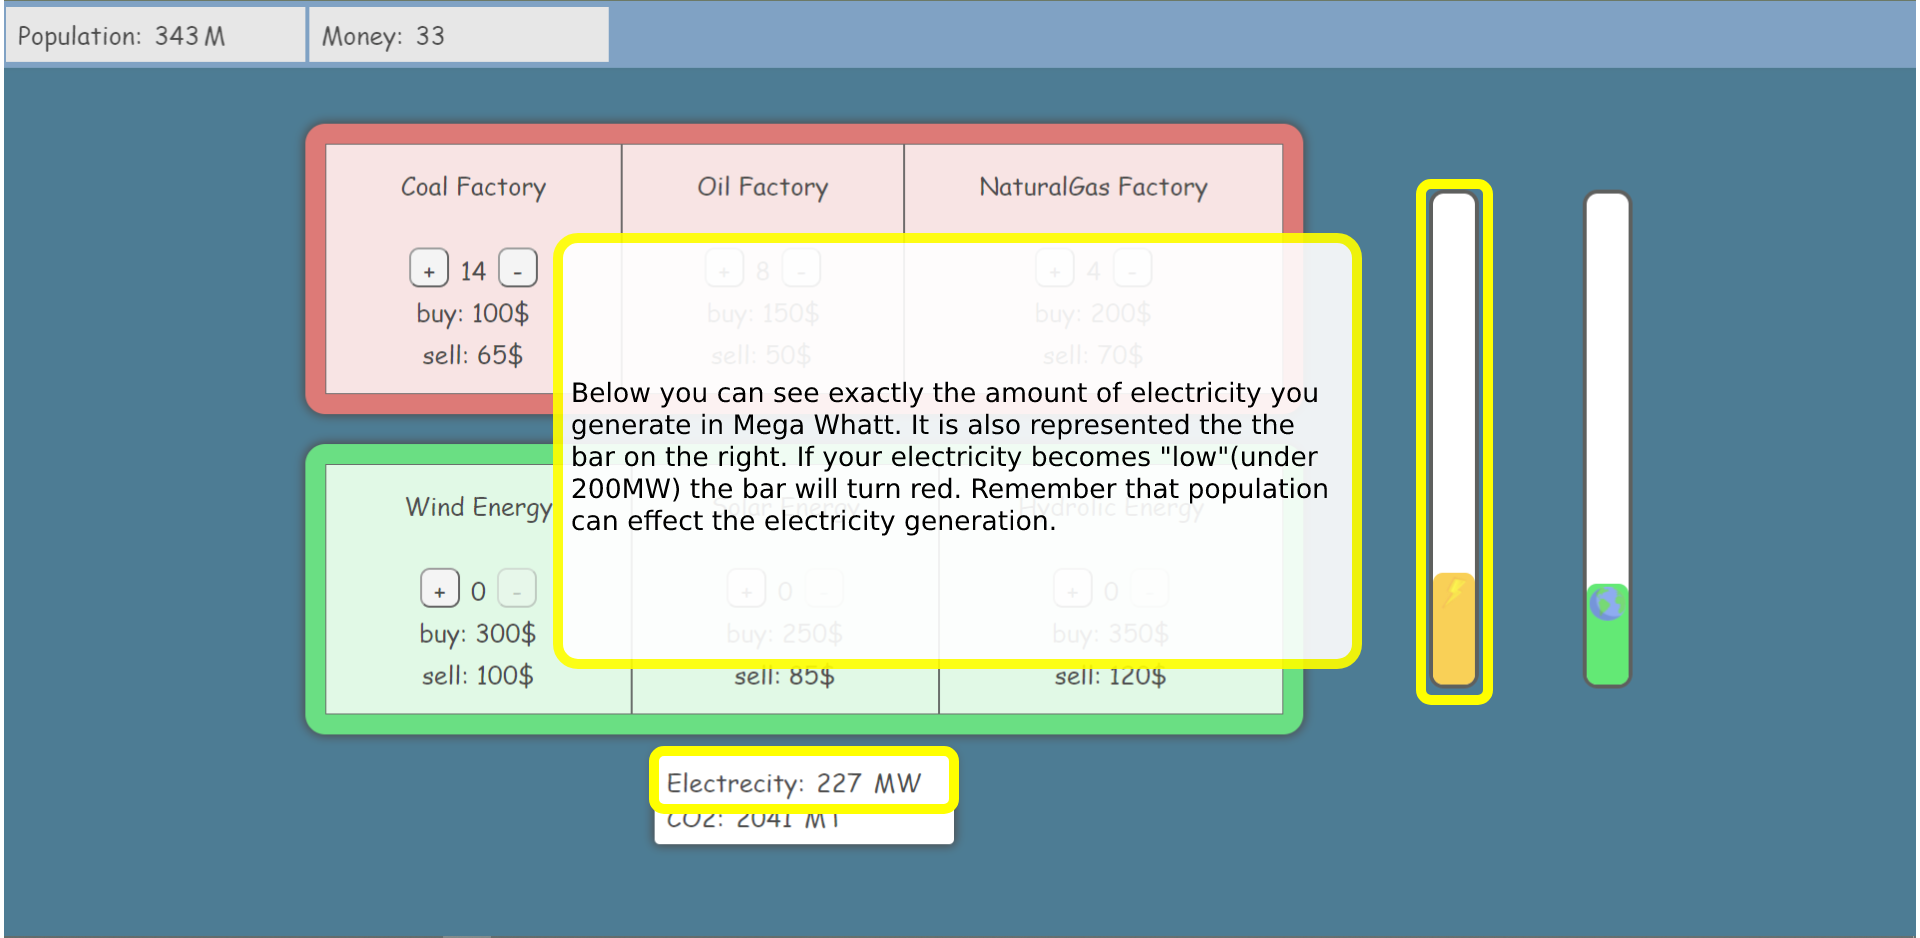 Population: 343 M Money: 33
Coal Factory Oil Factory NaturalGas Factory
+ 14 - + 8 - + 4 -
buy: 100$ buy: 150$ buy: 200$
sell: 65$ sell: 50$ sell: 70$
Below you can see exactly the amount of electricity you
generate in Mega Whatt. It is also represented the the
bar on the right. If your electricity becomes "low"(under
200MW) the bar will turn red. Remember that population
can effect the electricity generation.
Wind Energy Solar Energy Hydrolic Energy
+ 0 - + 0 - + 0 -
buy: 300$ buy: 250$ buy: 350$
sell: 100$ sell: 85$ sell: 120$
Electrecity: 227 MW
CO2: 2041 MT